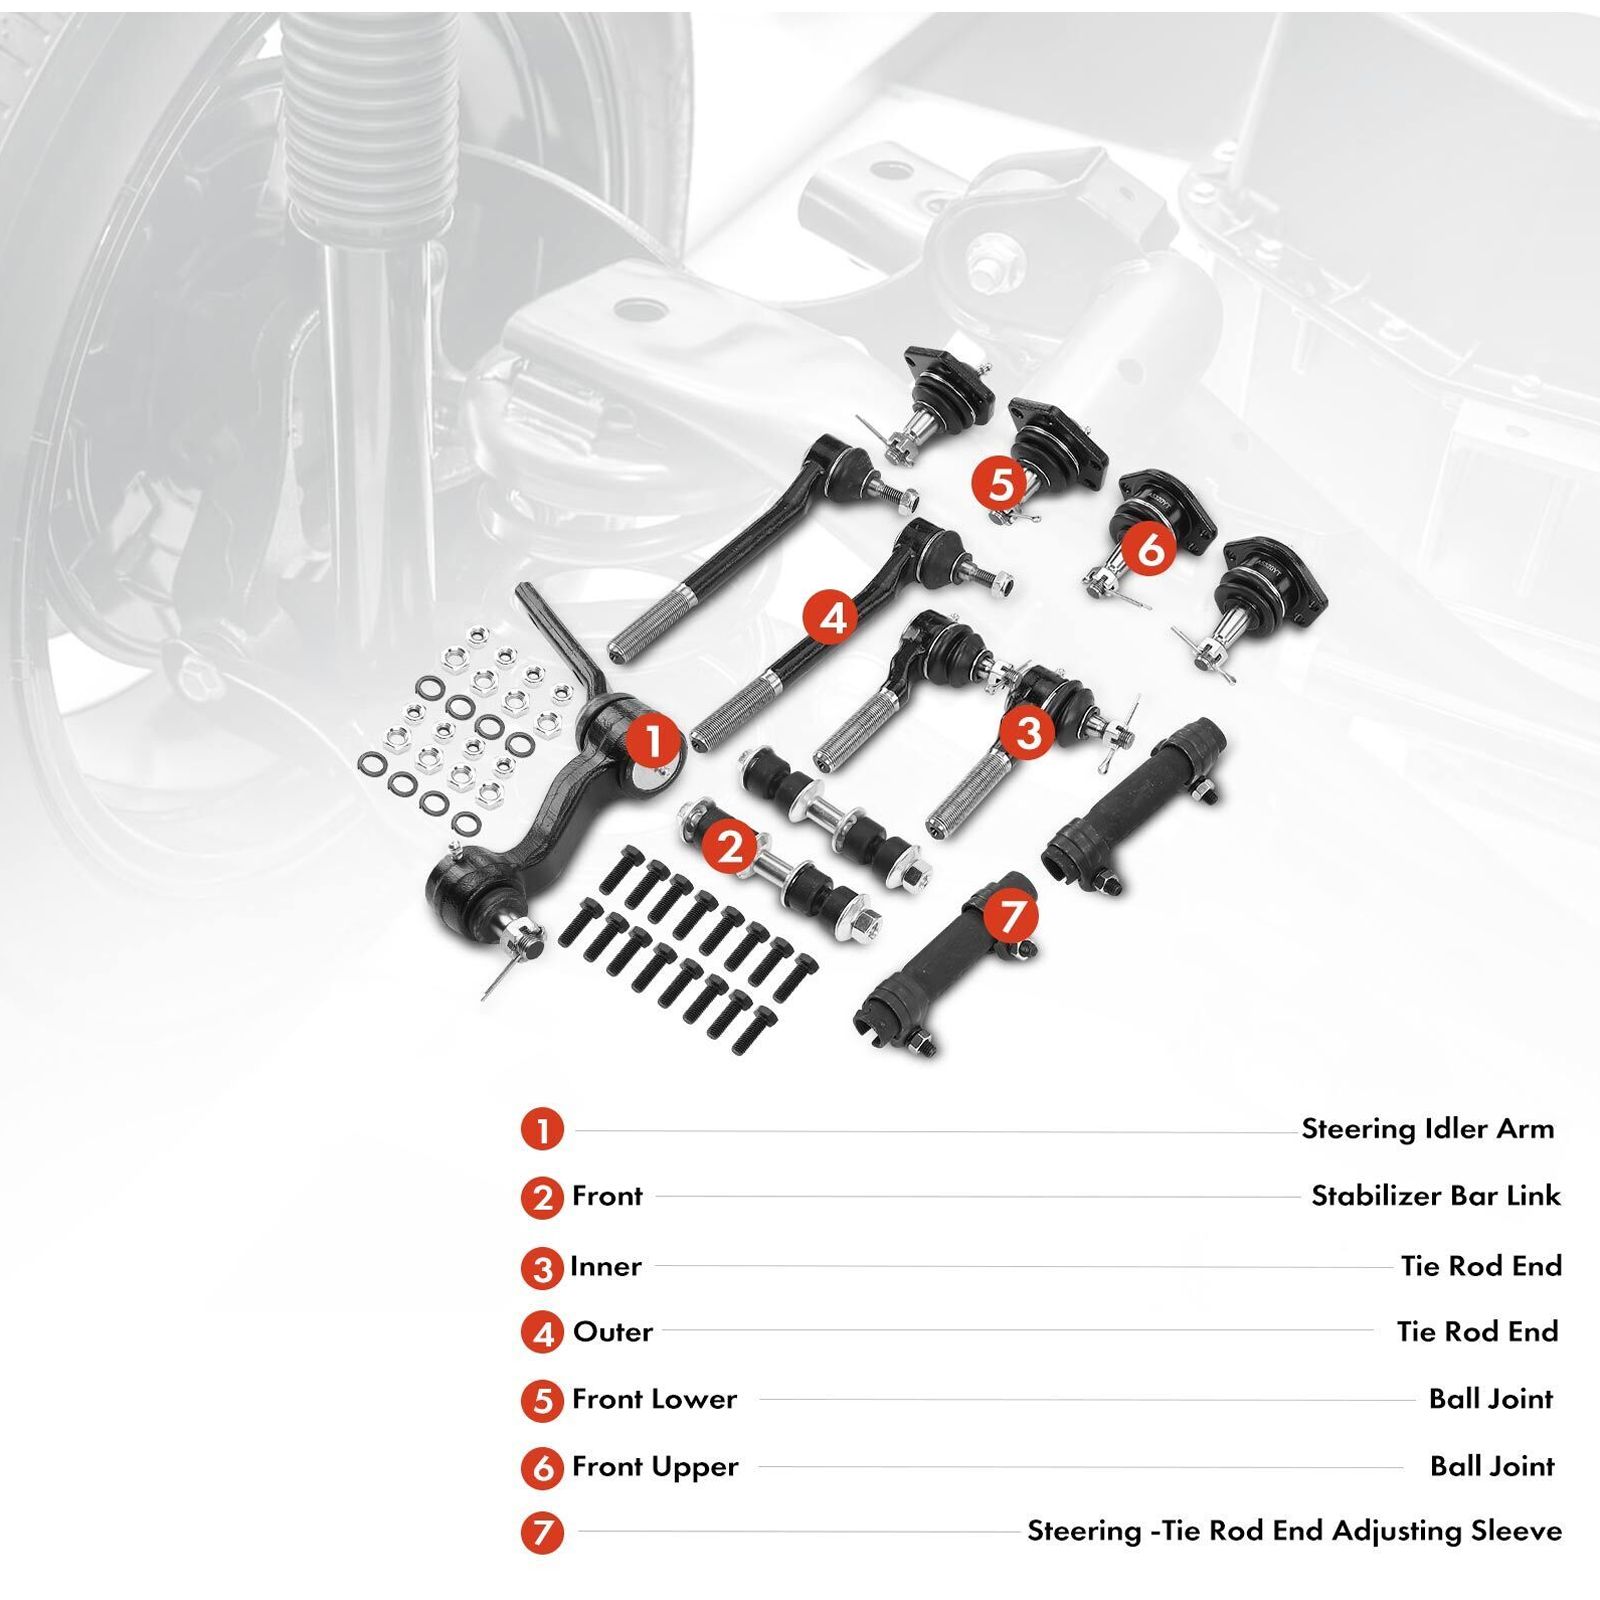 5
6
4
1
3
2
7
1 Steering Idler Arm
2 Front Stabilizer Bar Link
3 Inner Tie Rod End
4 Outer Tie Rod End
5 Front Lower Ball Joint
6 Front Upper Ball Joint
7 Steering -Tie Rod End Adjusting Sleeve